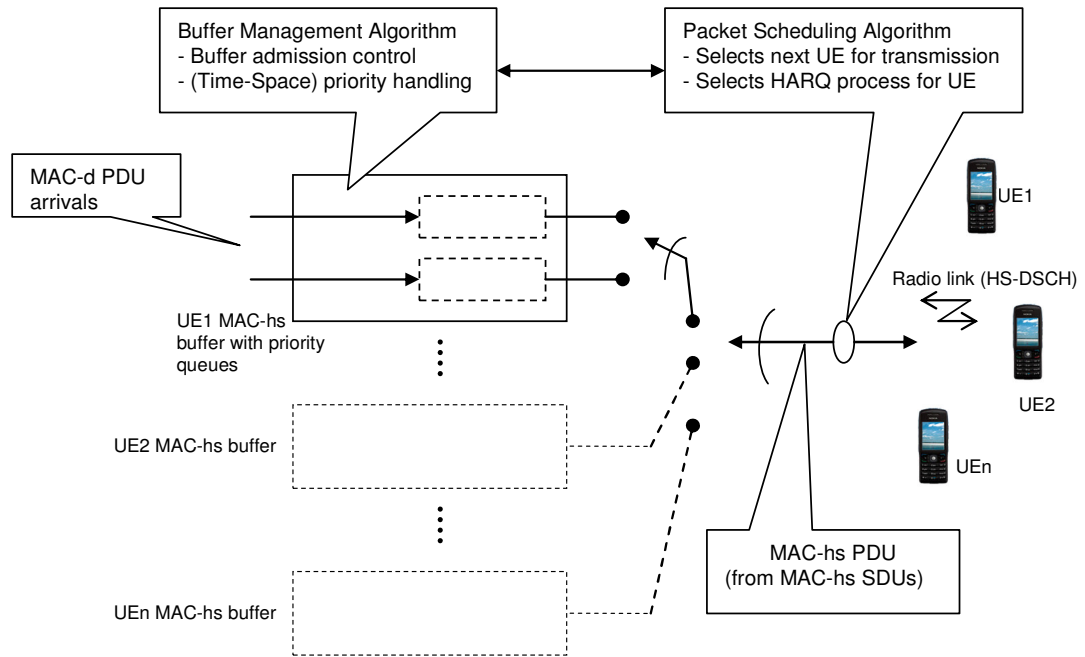 Buffer Management Algorithm
- Buffer admission control
- (Time-Space) priority handling
Packet Scheduling Algorithm
- Selects next UE for transmission
- Selects HARQ process for UE
MAC-d PDU
arrivals
UE1
Radio link (HS-DSCH)
UE1 MAC-hs
buffer with priority
queues
UE2
UE2 MAC-hs buffer
UEn
MAC-hs PDU
(from MAC-hs SDUs)
UEn MAC-hs buffer